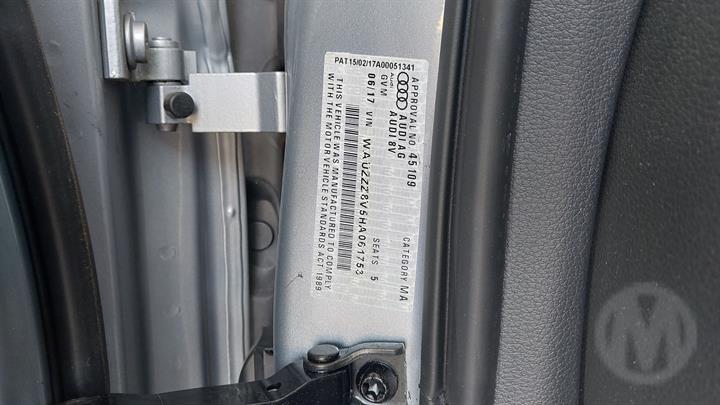 PAT15/02/17A00051341
APPROVAL NO 45109 CATEGORY MA
Audi AUDI AG
AUDI 8V
GVM SEATS 5
06/17 VIN WAUZZZ8V5HA061753
THIS VEHICLE WAS MANUFACTURED TO COMPLY
WITH THE MOTOR VEHICLE STANDARDS ACT 1989
M